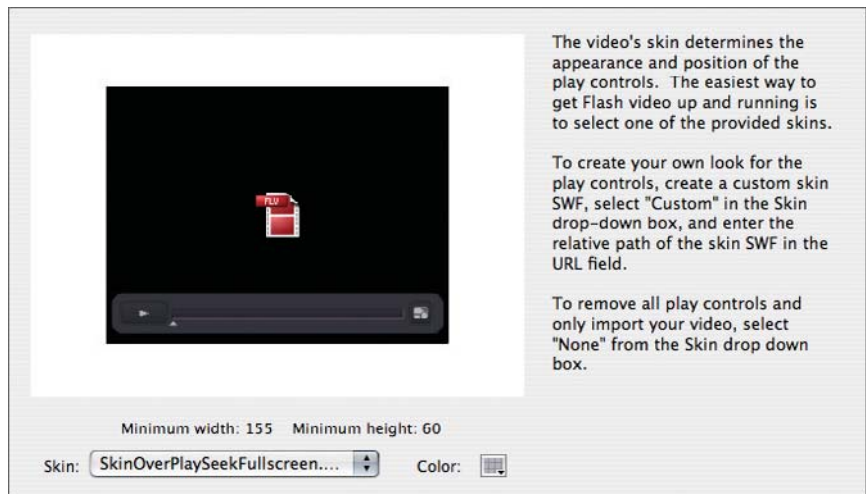 The video's skin determines the
appearance and position of the
play controls.  The easiest way to
get Flash video up and running is
to select one of the provided skins.
To create your own look for the
play controls, create a custom skin
SWF, select "Custom" in the Skin
drop-down box, and enter the
relative path of the skin SWF in the
URL field.
To remove all play controls and
only import your video, select
"None" from the Skin drop down
box.
FLV
Minimum width: 155    Minimum height: 60
Skin: SkinOverPlaySeekFullscreen.... Color: